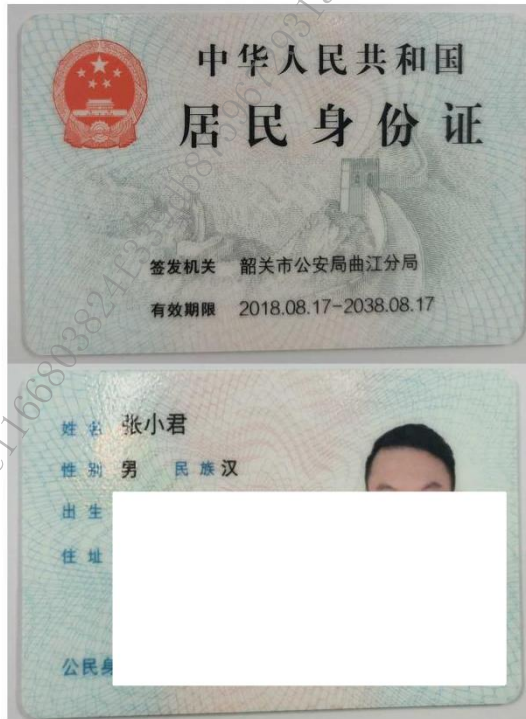 中华人民共和国
居民身份证
签发机关 韶关市公安局曲江分局
有效期限 2018.08.17-2038.08.17
姓名 张小君
性别 男 民族 汉
出生
住址
公民身